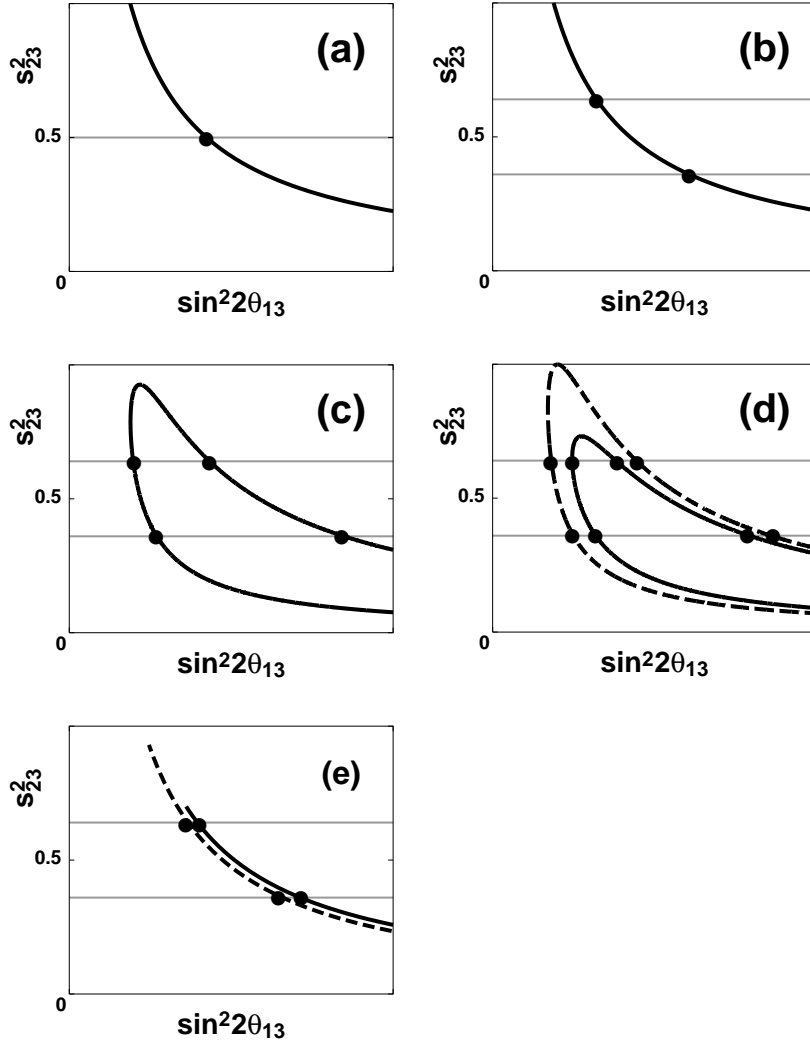 (a)
s²₂₃
0.5
0
sin²2θ₁₃
(b)
s²₂₃
0.5
0
sin²2θ₁₃
(c)
s²₂₃
0.5
0
sin²2θ₁₃
(d)
s²₂₃
0.5
0
sin²2θ₁₃
(e)
s²₂₃
0.5
0
sin²2θ₁₃